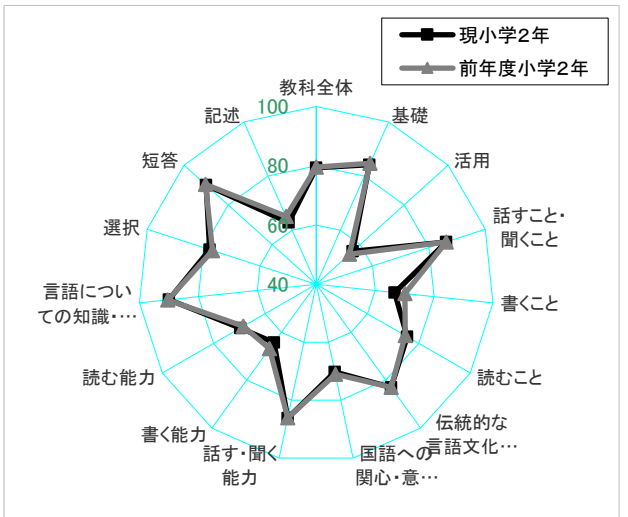 現小学2年
前年度小学2年
教科全体
基礎
活用
話すこと・
聞くこと
書くこと
読むこと
伝統的な
言語文化…
国語への
関心・意…
話す・聞く
能力
書く能力
読む能力
言語につい
ての知識・…
選択
短答
記述
100
80
60
40